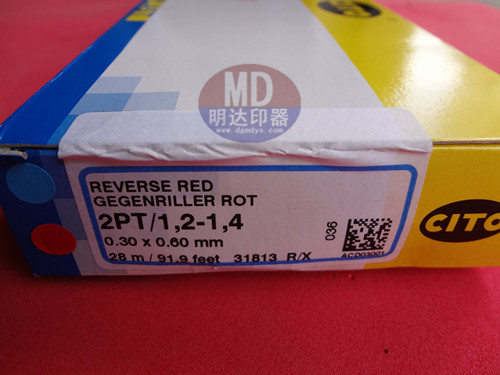 MD
明达印器
www.dgmdys.com
REVERSE RED
GEGENRILLER ROT
2PT/1,2-1,4
0.30 x 0.60 mm
28 m / 91.9 feet 31813 R/X
036
ACD03001
CITO